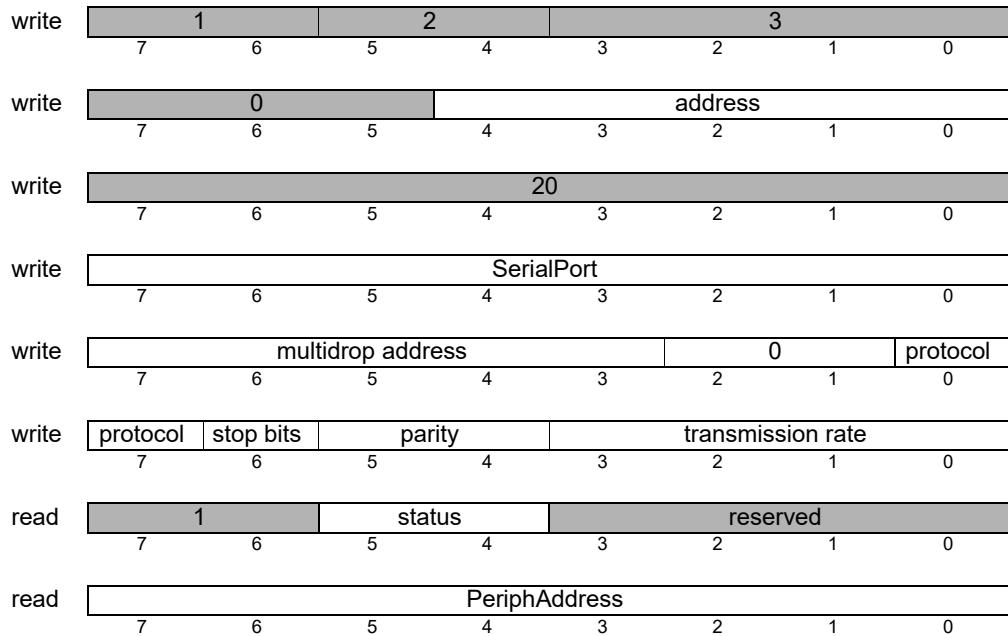 write 1 2 3
7 6 5 4 3 2 1 0
write 0 address
7 6 5 4 3 2 1 0
write 20
7 6 5 4 3 2 1 0
write SerialPort
7 6 5 4 3 2 1 0
write multidrop address 0 protocol
7 6 5 4 3 2 1 0
write protocol stop bits parity transmission rate
7 6 5 4 3 2 1 0
read 1 status reserved
7 6 5 4 3 2 1 0
read PeriphAddress
7 6 5 4 3 2 1 0